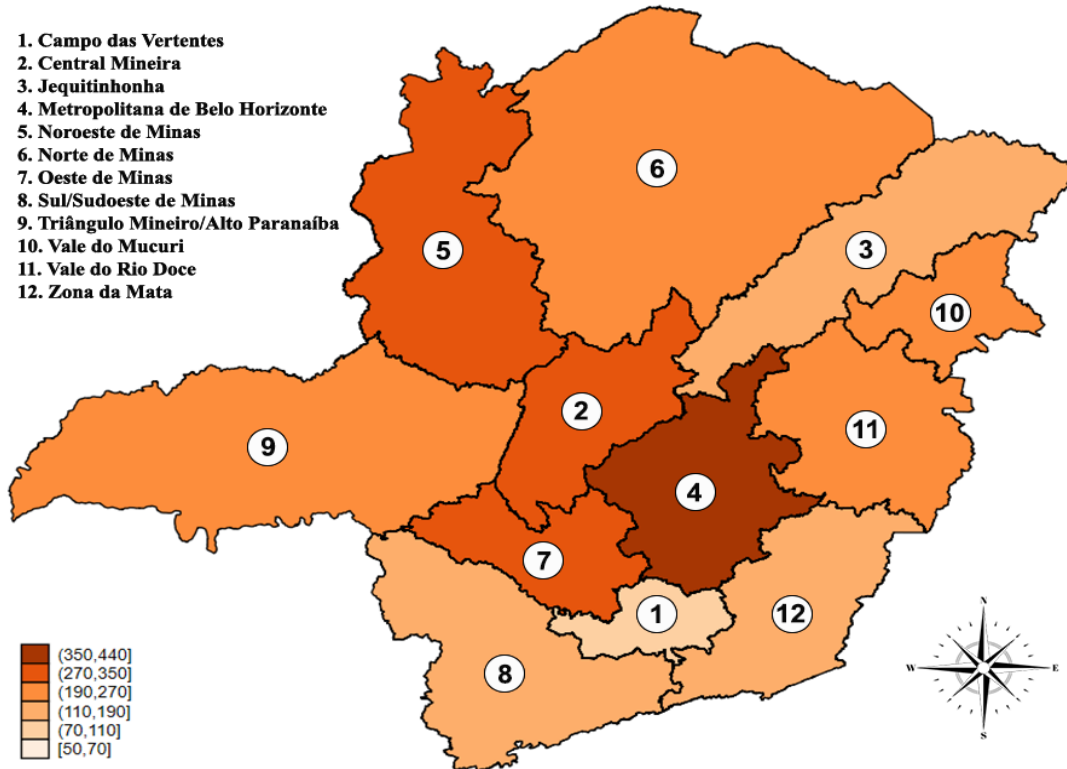 1. Campo das Vertentes
2. Central Mineira
3. Jequitinhonha
4. Metropolitana de Belo Horizonte
5. Noroeste de Minas
6. Norte de Minas
7. Oeste de Minas
8. Sul/Sudoeste de Minas
9. Triângulo Mineiro/Alto Paranaíba
10. Vale do Mucuri
11. Vale do Rio Doce
12. Zona da Mata
6
5
3
10
2
9
11
4
7
1
12
8
(350,440]
(270,350]
(190,270]
(110,190]
(70,110]
[50,70]
N
W
E
S